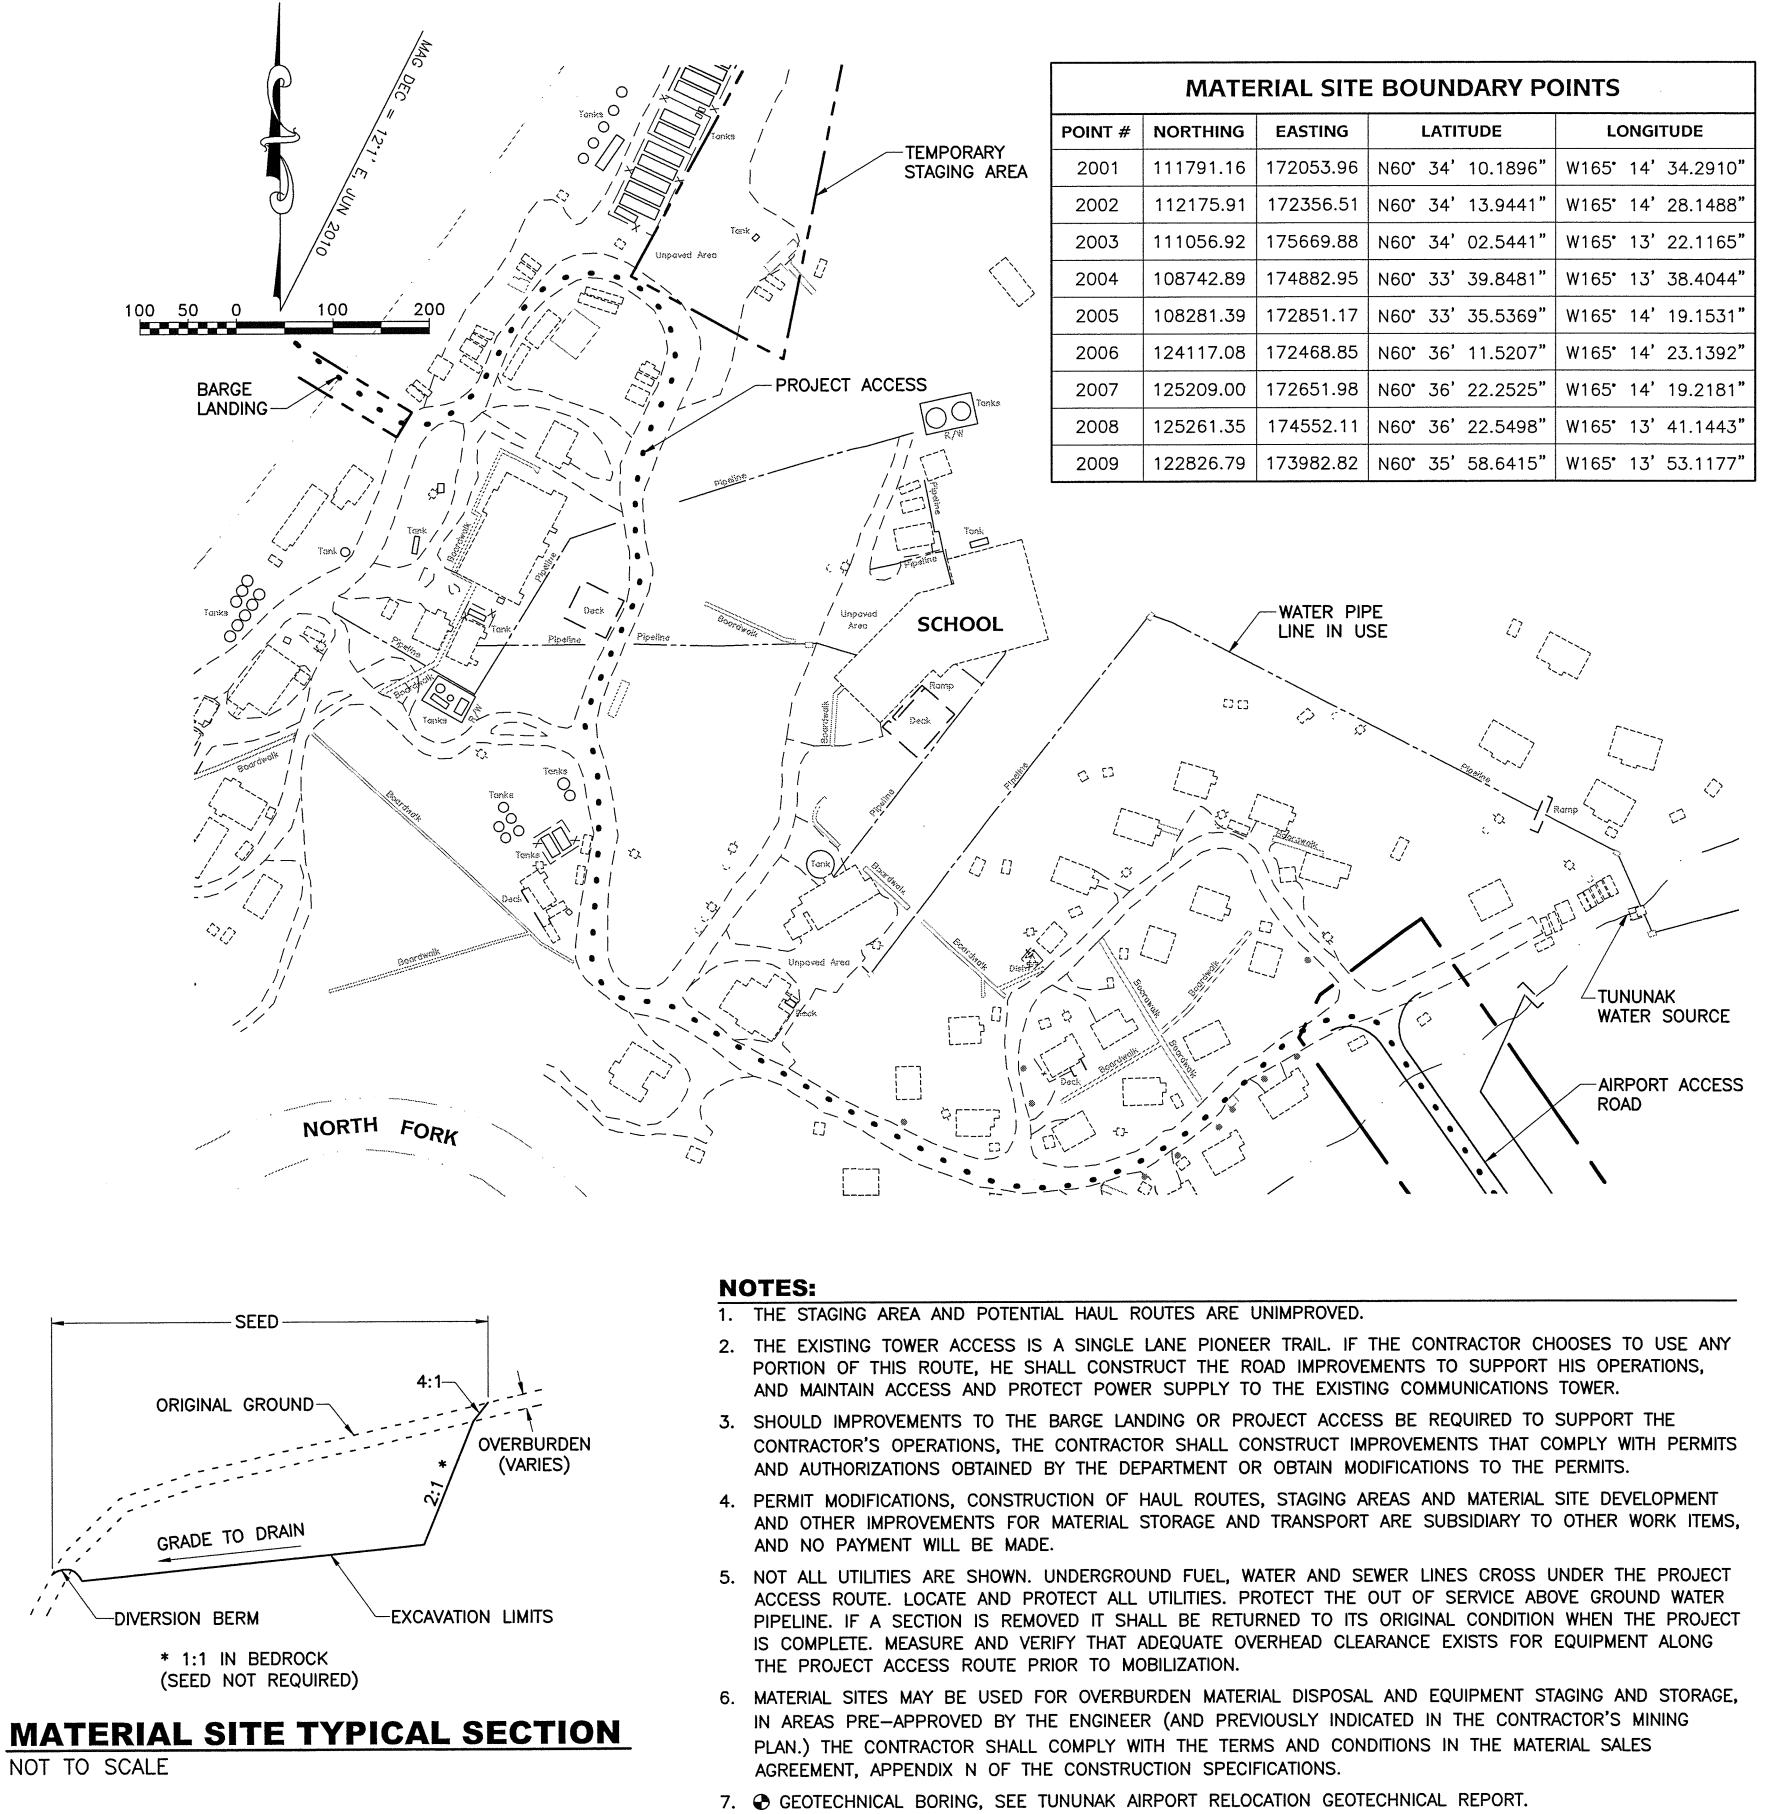 MAG DEC = 12'1' E, JUN 2010
100 50 0 100 200
BARGE
LANDING
TEMPORARY
STAGING AREA
PROJECT ACCESS
Tanks
Tanks
Tank
Unpaved Area
Tanks
R/W
Pipeline
Pipeline
Tank
Pipeline
Tank
Boardwalk
Pipeline
Tank
Tanks
Deck
Tank
Pipeline
Pipeline
Pipeline
Boardwalk
Unpaved
Area
SCHOOL
Boardwalk
Tanks
R/W
Ramp
Deck
Boardwalk
Boardwalk
Boardwalk
Pipeline
Pipeline
WATER PIPE
LINE IN USE
Pipeline
Ramp
Tanks
Tanks
Tanks
Deck
Tank
Boardwalk
Boardwalk
Boardwalk
Boardwalk
Unpaved Area
Deck
Dish
Boardwalk
Boardwalk
Boardwalk
Boardwalk
Boardwalk
Deck
TUNUNAK
WATER SOURCE
AIRPORT ACCESS
ROAD
NORTH FORK
MATERIAL SITE BOUNDARY POINTS
POINT # NORTHING EASTING LATITUDE LONGITUDE
2001 111791.16 172053.96 N60° 34' 10.1896" W165° 14' 34.2910"
2002 112175.91 172356.51 N60° 34' 13.9441" W165° 14' 28.1488"
2003 111056.92 175669.88 N60° 34' 02.5441" W165° 13' 22.1165"
2004 108742.89 174882.95 N60° 33' 39.8481" W165° 13' 38.4044"
2005 108281.39 172851.17 N60° 33' 35.5369" W165° 14' 19.1531"
2006 124117.08 172468.85 N60° 36' 11.5207" W165° 14' 23.1392"
2007 125209.00 172651.98 N60° 36' 22.2525" W165° 14' 19.2181"
2008 125261.35 174552.11 N60° 36' 22.5498" W165° 13' 41.1443"
2009 122826.79 173982.82 N60° 35' 58.6415" W165° 13' 53.1177"
SEED
4:1
ORIGINAL GROUND
OVERBURDEN
(VARIES)
2:1 *
GRADE TO DRAIN
DIVERSION BERM
EXCAVATION LIMITS
* 1:1 IN BEDROCK
(SEED NOT REQUIRED)
MATERIAL SITE TYPICAL SECTION
NOT TO SCALE
NOTES:
1. THE STAGING AREA AND POTENTIAL HAUL ROUTES ARE UNIMPROVED.
2. THE EXISTING TOWER ACCESS IS A SINGLE LANE PIONEER TRAIL. IF THE CONTRACTOR CHOOSES TO USE ANY
PORTION OF THIS ROUTE, HE SHALL CONSTRUCT THE ROAD IMPROVEMENTS TO SUPPORT HIS OPERATIONS,
AND MAINTAIN ACCESS AND PROTECT POWER SUPPLY TO THE EXISTING COMMUNICATIONS TOWER.
3. SHOULD IMPROVEMENTS TO THE BARGE LANDING OR PROJECT ACCESS BE REQUIRED TO SUPPORT THE
CONTRACTOR'S OPERATIONS, THE CONTRACTOR SHALL CONSTRUCT IMPROVEMENTS THAT COMPLY WITH PERMITS
AND AUTHORIZATIONS OBTAINED BY THE DEPARTMENT OR OBTAIN MODIFICATIONS TO THE PERMITS.
4. PERMIT MODIFICATIONS, CONSTRUCTION OF HAUL ROUTES, STAGING AREAS AND MATERIAL SITE DEVELOPMENT
AND OTHER IMPROVEMENTS FOR MATERIAL STORAGE AND TRANSPORT ARE SUBSIDIARY TO OTHER WORK ITEMS,
AND NO PAYMENT WILL BE MADE.
5. NOT ALL UTILITIES ARE SHOWN. UNDERGROUND FUEL, WATER AND SEWER LINES CROSS UNDER THE PROJECT
ACCESS ROUTE. LOCATE AND PROTECT ALL UTILITIES. PROTECT THE OUT OF SERVICE ABOVE GROUND WATER
PIPELINE. IF A SECTION IS REMOVED IT SHALL BE RETURNED TO ITS ORIGINAL CONDITION WHEN THE PROJECT
IS COMPLETE. MEASURE AND VERIFY THAT ADEQUATE OVERHEAD CLEARANCE EXISTS FOR EQUIPMENT ALONG
THE PROJECT ACCESS ROUTE PRIOR TO MOBILIZATION.
6. MATERIAL SITES MAY BE USED FOR OVERBURDEN MATERIAL DISPOSAL AND EQUIPMENT STAGING AND STORAGE,
IN AREAS PRE-APPROVED BY THE ENGINEER (AND PREVIOUSLY INDICATED IN THE CONTRACTOR'S MINING
PLAN.) THE CONTRACTOR SHALL COMPLY WITH THE TERMS AND CONDITIONS IN THE MATERIAL SALES
AGREEMENT, APPENDIX N OF THE CONSTRUCTION SPECIFICATIONS.
7. GEOTECHNICAL BORING, SEE TUNUNAK AIRPORT RELOCATION GEOTECHNICAL REPORT.